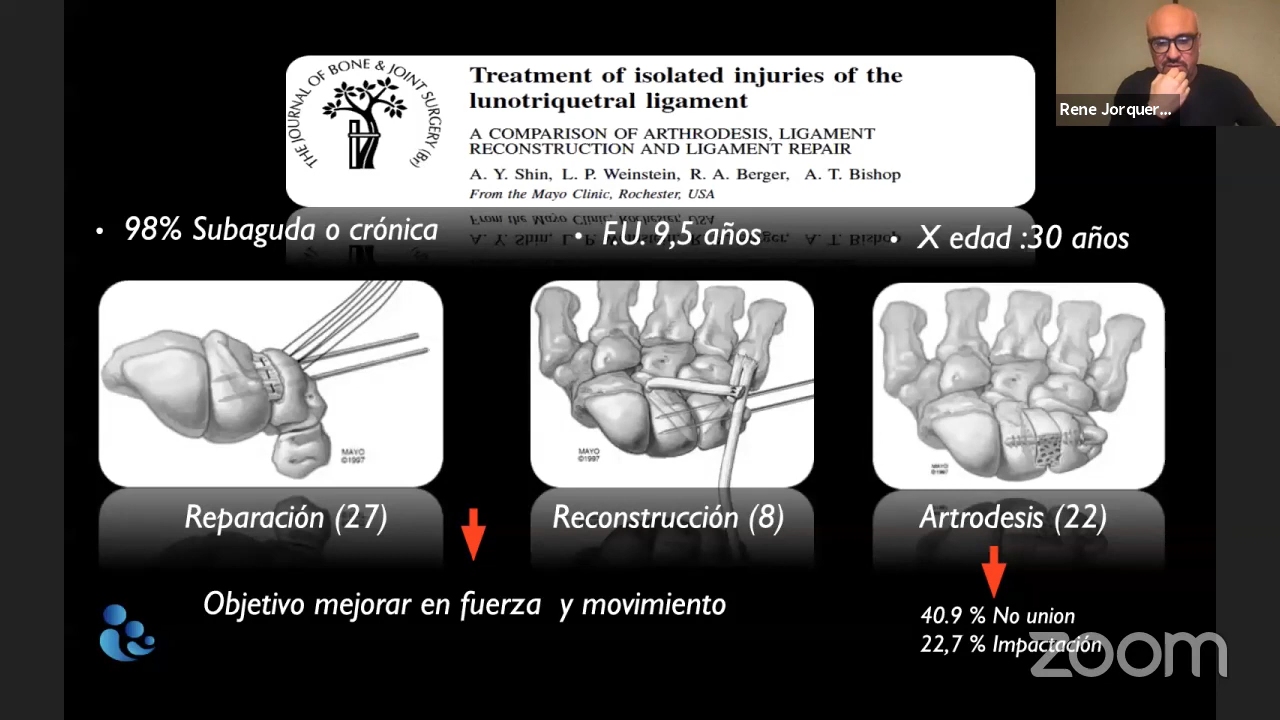 THE JOURNAL OF BONE & JOINT SURGERY (Br)
Treatment of isolated injuries of the
lunotriquetral ligament
A COMPARISON OF ARTHRODESIS, LIGAMENT
RECONSTRUCTION AND LIGAMENT REPAIR
A. Y. Shin, L. P. Weinstein, R. A. Berger, A. T. Bishop
From the Mayo Clinic, Rochester, USA
Rene Jorquer...
• 98% Subaguda o crónica
• F.U. 9,5 años
• X edad :30 años
MAYO
©1997
MAYO
©1997
MAYO
©1997
Reparación (27)
Reconstrucción (8)
Artrodesis (22)
Objetivo mejorar en fuerza y movimiento
40.9 % No union
22,7 % Impactación
zoom